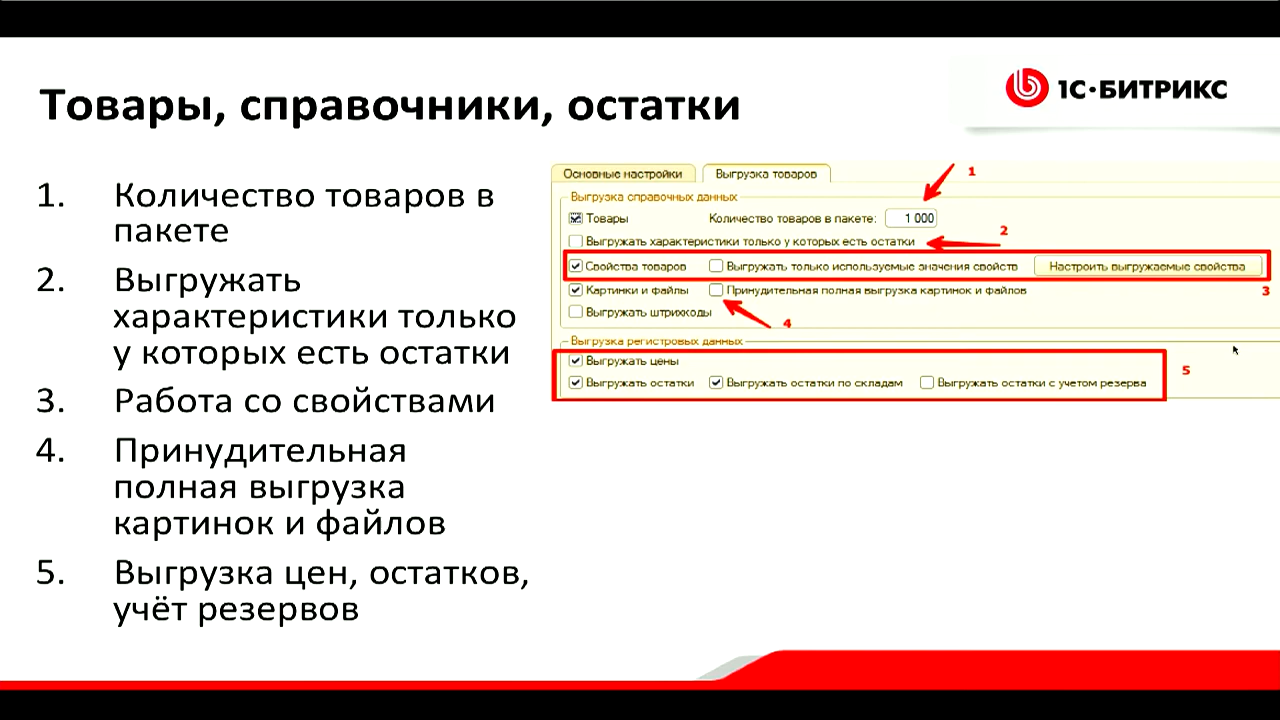 Товары, справочники, остатки
1С·БИТРИКС
1. Количество товаров в
пакете
2. Выгружать
характеристики только
у которых есть остатки
3. Работа со свойствами
4. Принудительная
полная выгрузка
картинок и файлов
5. Выгрузка цен, остатков,
учёт резервов
Основные настройки Выгрузка товаров 1
Выгрузка справочных данных
Товары Количество товаров в пакете: 1 000
2
Выгружать характеристики только у которых есть остатки
Свойства товаров Выгружать только используемые значения свойств Настроить выгружаемые свойства
Картинки и файлы Принудительная полная выгрузка картинок и файлов 3
Выгружать штрихкоды 4
Выгрузка регистровых данных
Выгружать цены 5
Выгружать остатки Выгружать остатки по складам Выгружать остатки с учетом резерва